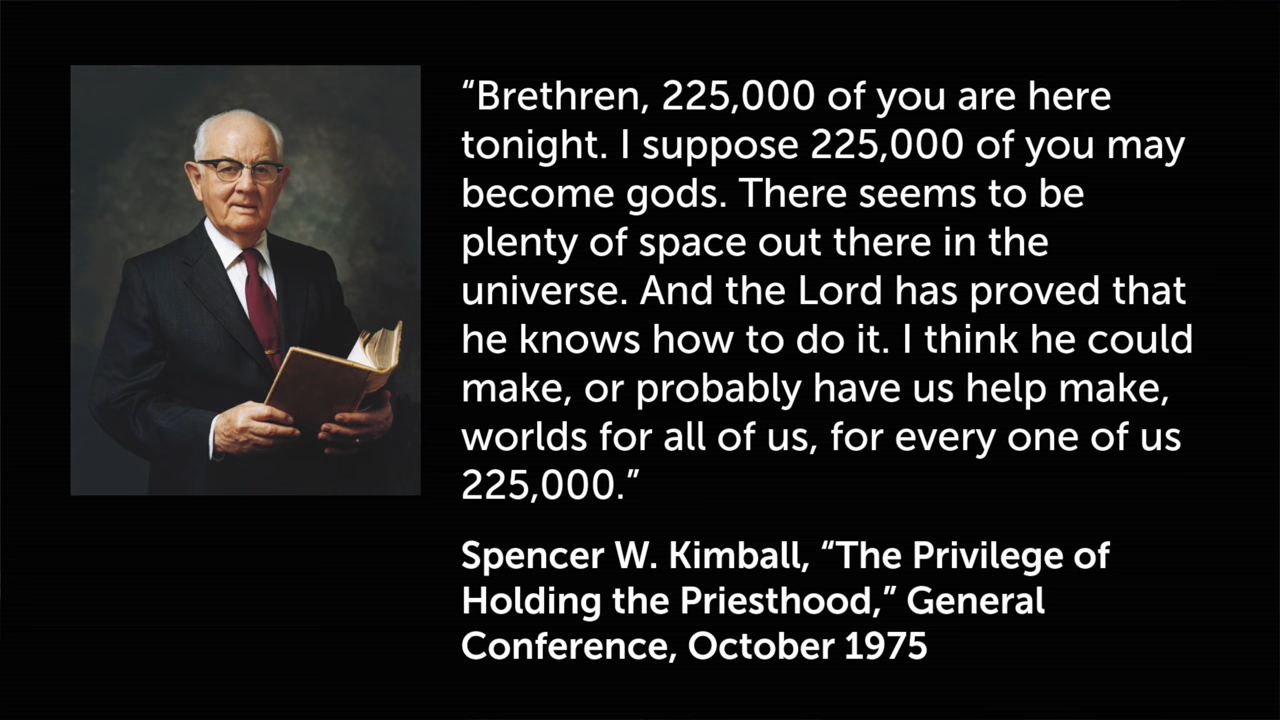 “Brethren, 225,000 of you are here
tonight. I suppose 225,000 of you may
become gods. There seems to be
plenty of space out there in the
universe. And the Lord has proved that
he knows how to do it. I think he could
make, or probably have us help make,
worlds for all of us, for every one of us
225,000.”
Spencer W. Kimball, “The Privilege of
Holding the Priesthood,” General
Conference, October 1975